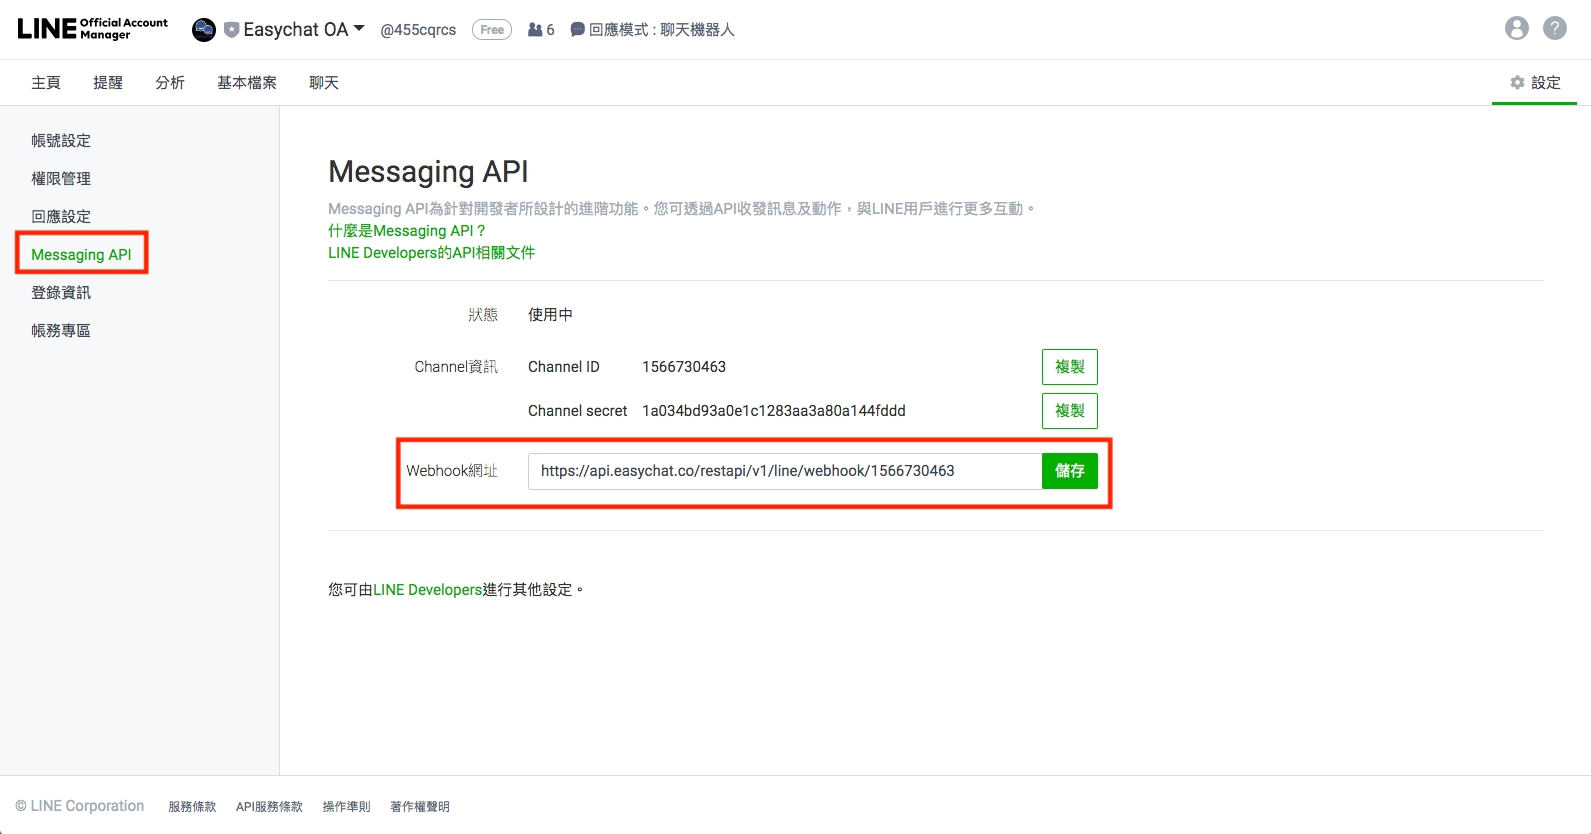 LINE Official Account Manager
Easychat OA @455cqrcs Free 6 回應模式 : 聊天機器人
主頁 提醒 分析 基本檔案 聊天 設定
帳號設定
權限管理
回應設定
Messaging API
登錄資訊
帳務專區
Messaging API
Messaging API為針對開發者所設計的進階功能。您可透過API收發訊息及動作，與LINE用戶進行更多互動。
什麼是Messaging API？
LINE Developers的API相關文件
狀態 使用中
Channel資訊 Channel ID 1566730463 複製
Channel secret 1a034bd93a0e1c1283aa3a80a144fddd 複製
Webhook網址 https://api.easychat.co/restapi/v1/line/webhook/1566730463 儲存
您可由LINE Developers進行其他設定。
© LINE Corporation 服務條款 API服務條款 操作準則 著作權聲明